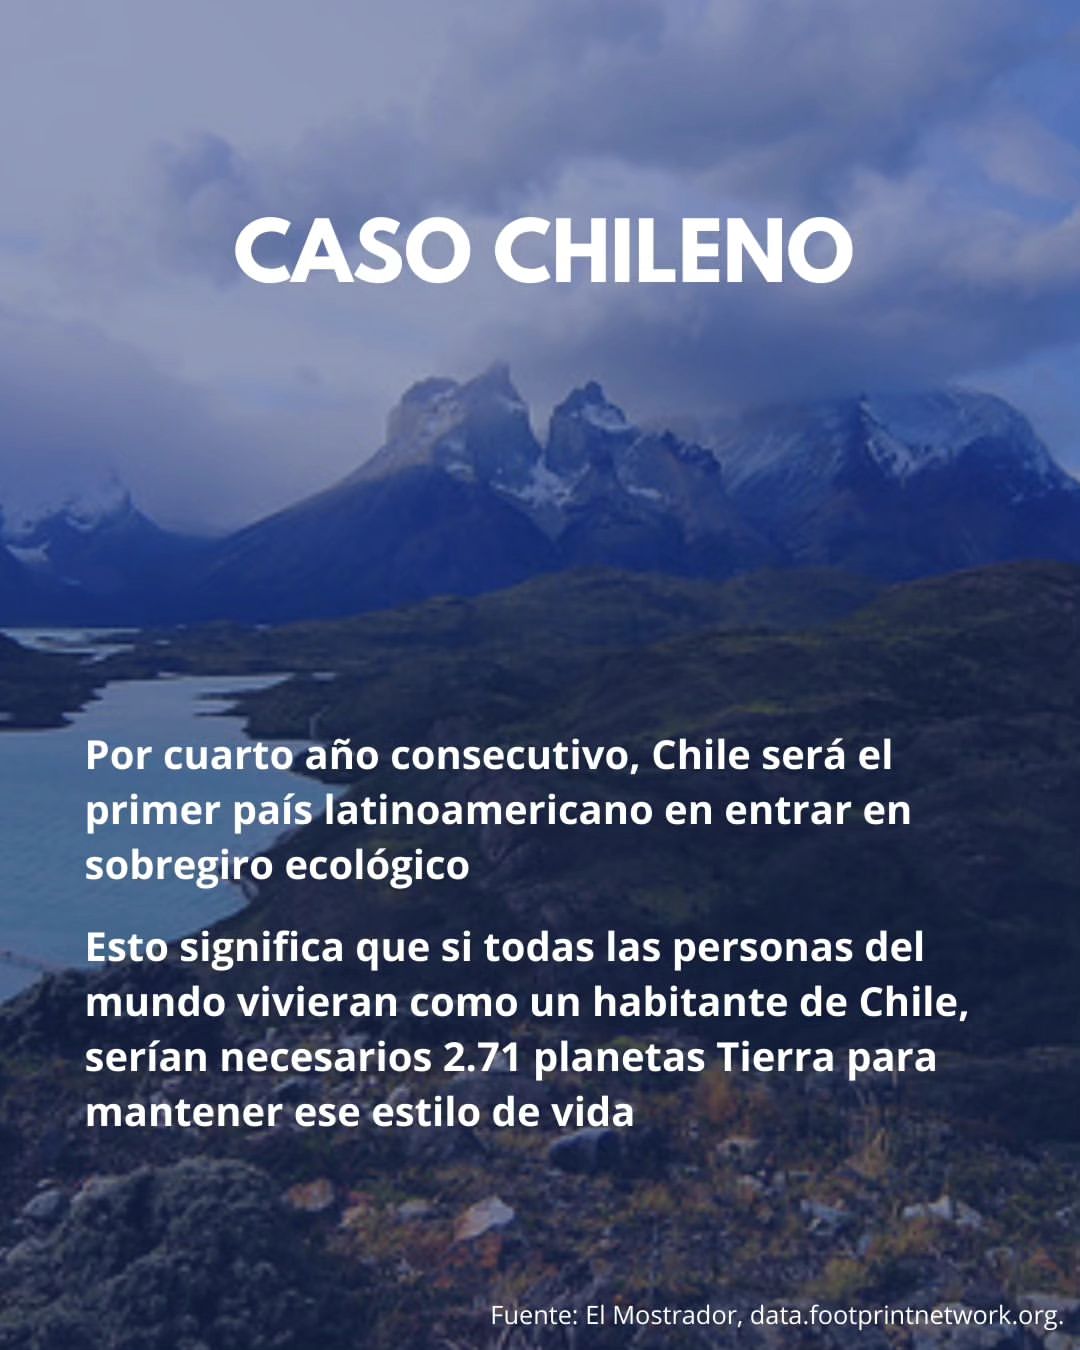 CASO CHILENO
Por cuarto año consecutivo, Chile será el
primer país latinoamericano en entrar en
sobregiro ecológico
Esto significa que si todas las personas del
mundo vivieran como un habitante de Chile,
serían necesarios 2.71 planetas Tierra para
mantener ese estilo de vida
Fuente: El Mostrador, data.footprintnetwork.org.